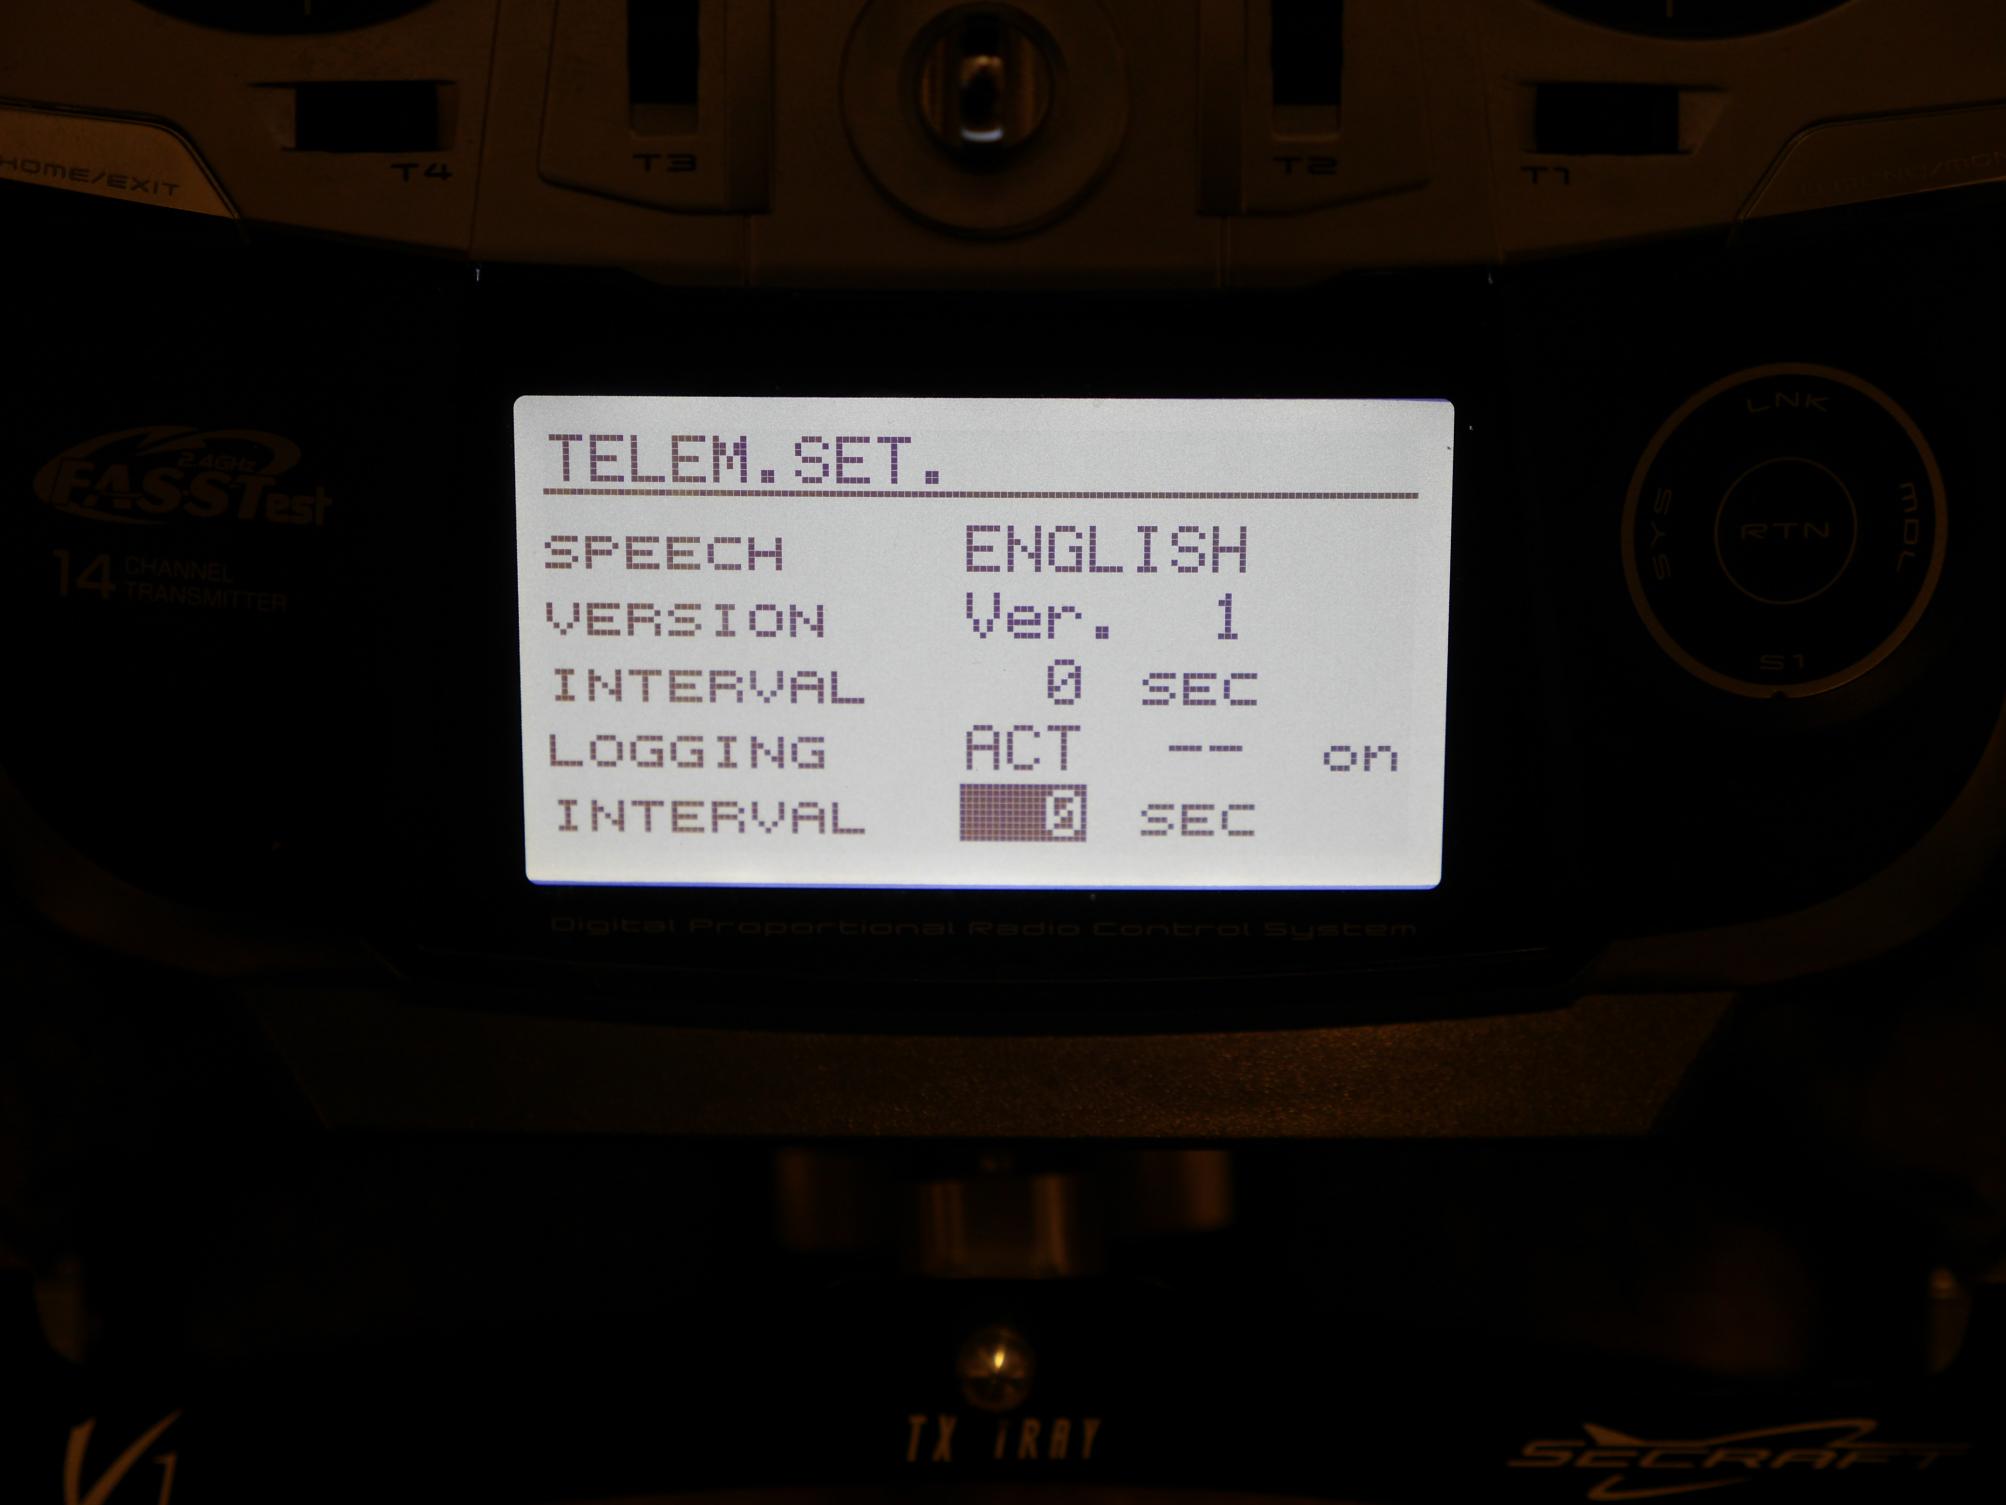 HOME/EXIT
T4
T3
T2
T1
TELEM.SET.
SPEECH ENGLISH
VERSION Ver. 1
INTERVAL 0 SEC
LOGGING ACT -- on
INTERVAL 0 SEC
2.4GHz
FASSTest
14 CHANNEL
TRANSMITTER
LNK
SYS
RTN
MDL
S1
Digital Proportional Radio Control System
V1
TX TRAY
SECRAFT